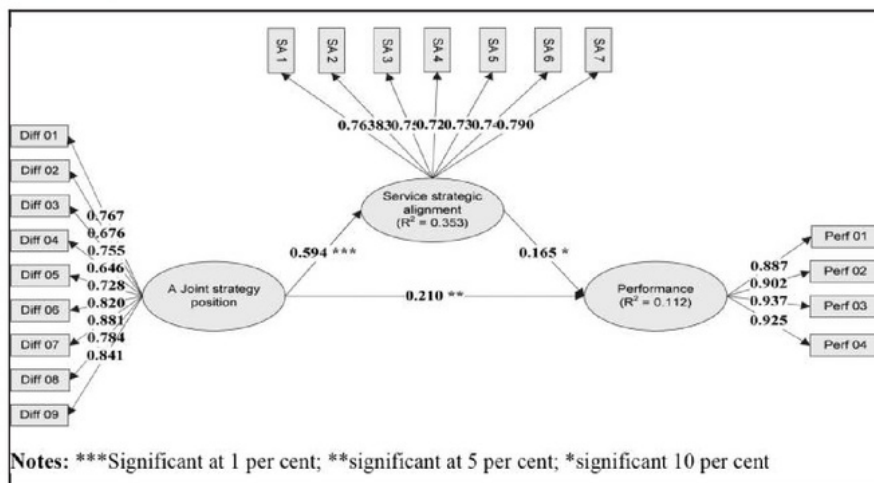 SA 1
SA 2
SA 3
SA 4
SA 5
SA 6
SA 7
0.790
Diff 01
Diff 02
Diff 03
Diff 04
Diff 05
Diff 06
Diff 07
Diff 08
Diff 09
0.767
0.676
0.755
0.646
0.728
0.820
0.881
0.784
0.841
Service strategic
alignment
(R² = 0.353)
0.594 ***
0.165 *
A Joint strategy
position
0.210 **
Performance
(R² = 0.112)
0.887
0.902
0.937
0.925
Perf 01
Perf 02
Perf 03
Perf 04
Notes: ***Significant at 1 per cent; **significant at 5 per cent; *significant 10 per cent